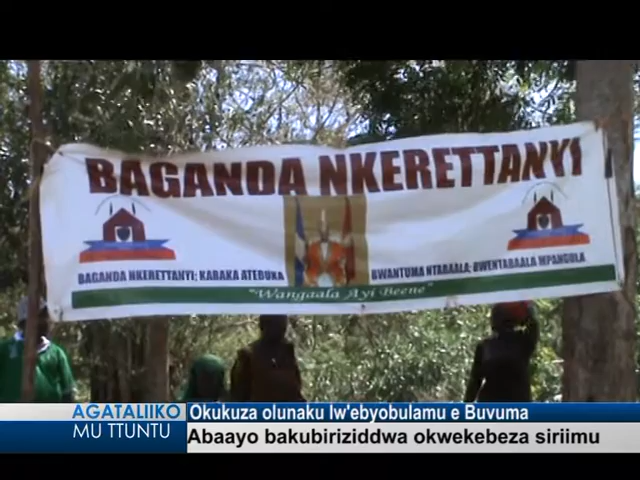 BAGANDA NKERETTANYI
BAGANDA NKERETTANYI; KABAKA ATEBUKA
BWANTUMA NTABAALA; BWENTABAALA MPANGULA
"Wangaala Ayi Beene"
AGATALIIKO
MU TTUNTU
Okukuza olunaku lw'ebyobulamu e Buvuma
Abaayo bakubiriziddwa okwekebeza siriimu